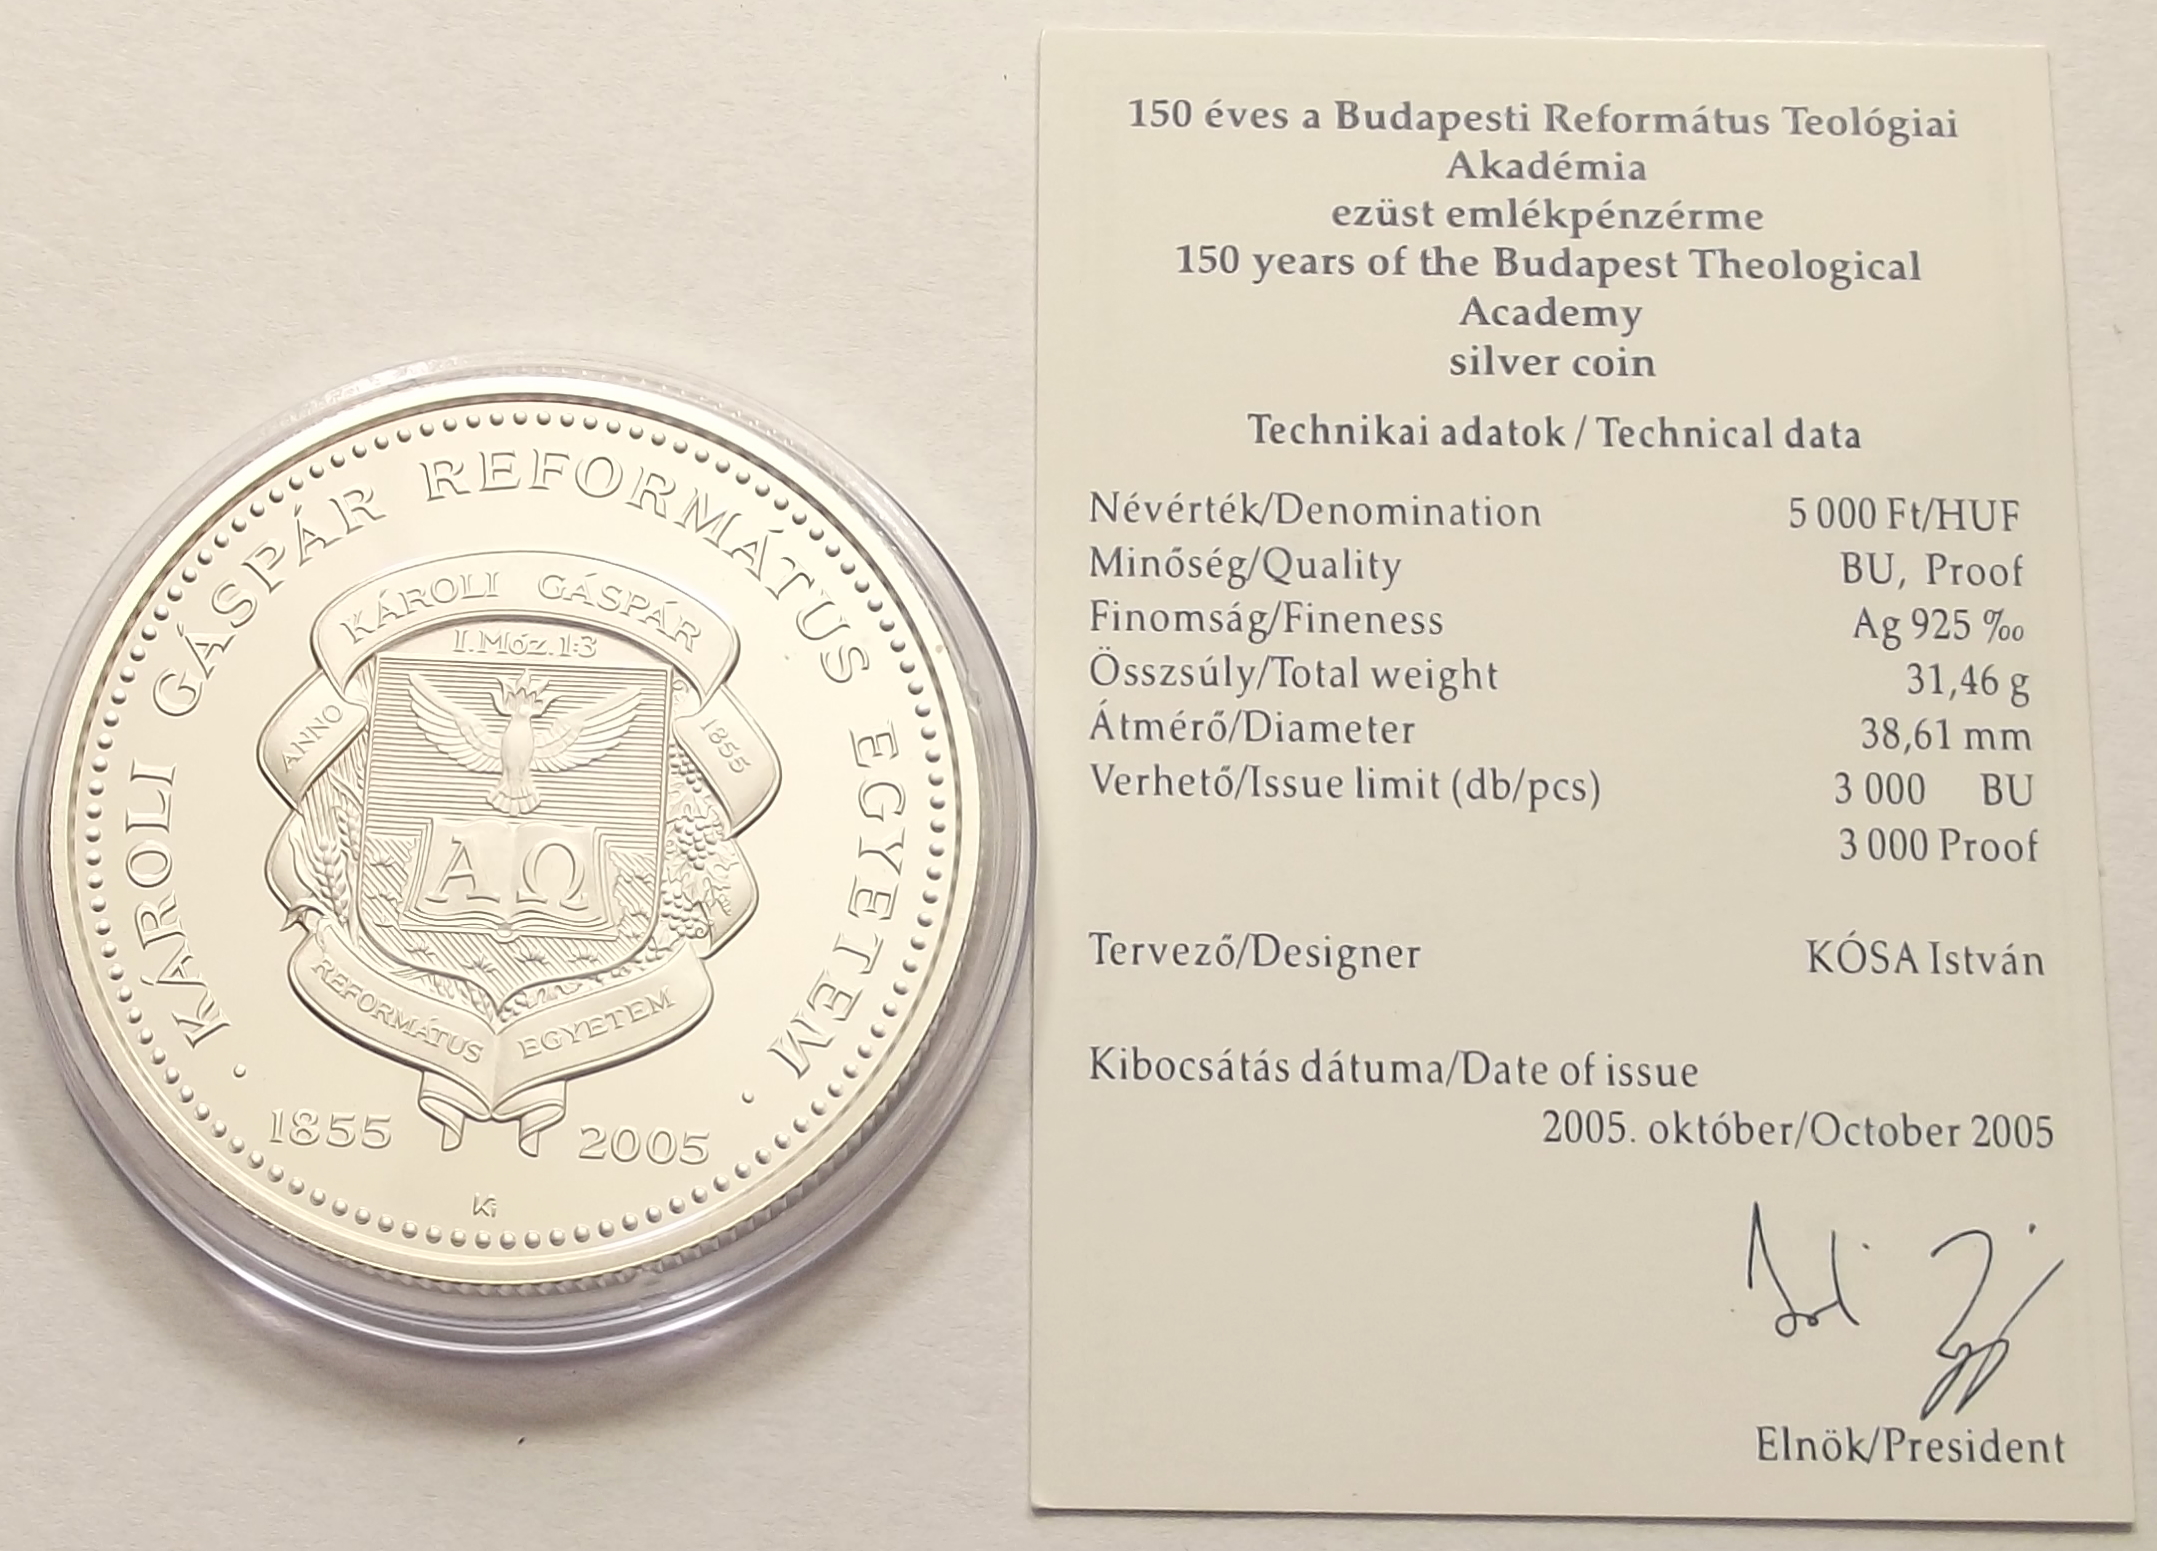 KÁROLI GÁSPÁR REFORMÁTUS EGYETEM
KÁROLI GÁSPÁR
I. Móz. 1:3
ANNO
1855
Α Ω
REFORMÁTUS EGYETEM
1855 2005
Ki
150 éves a Budapesti Református Teológiai
Akadémia
ezüst emlékpénzérme
150 years of the Budapest Theological
Academy
silver coin
Technikai adatok / Technical data
Névérték/Denomination 5 000 Ft/HUF
Minőség/Quality BU, Proof
Finomság/Fineness Ag 925 ‰
Összsúly/Total weight 31,46 g
Átmérő/Diameter 38,61 mm
Verhető/Issue limit (db/pcs) 3 000 BU
3 000 Proof
Tervező/Designer KÓSA István
Kibocsátás dátuma/Date of issue
2005. október/October 2005
Elnök/President